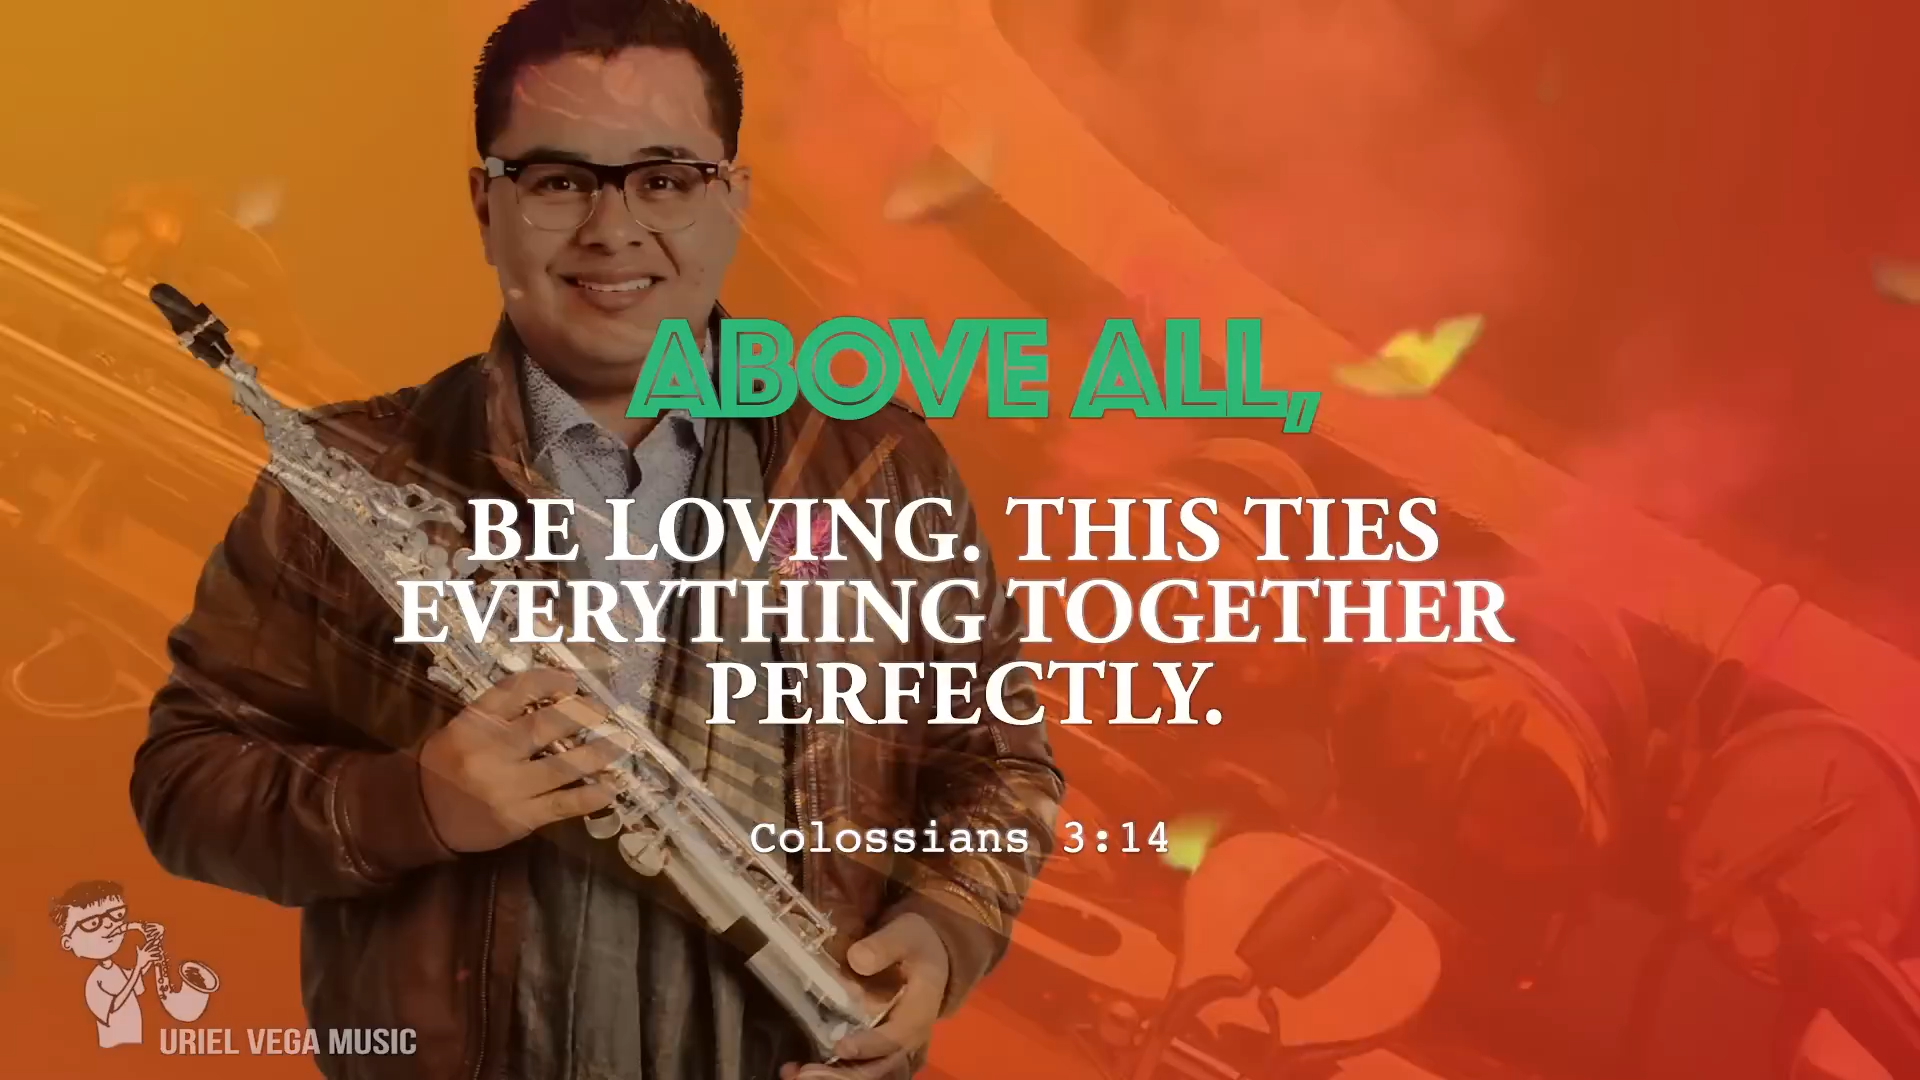 ABOVE ALL,
BE LOVING. THIS TIES
EVERYTHING TOGETHER
PERFECTLY.
Colossians 3:14
URIEL VEGA MUSIC